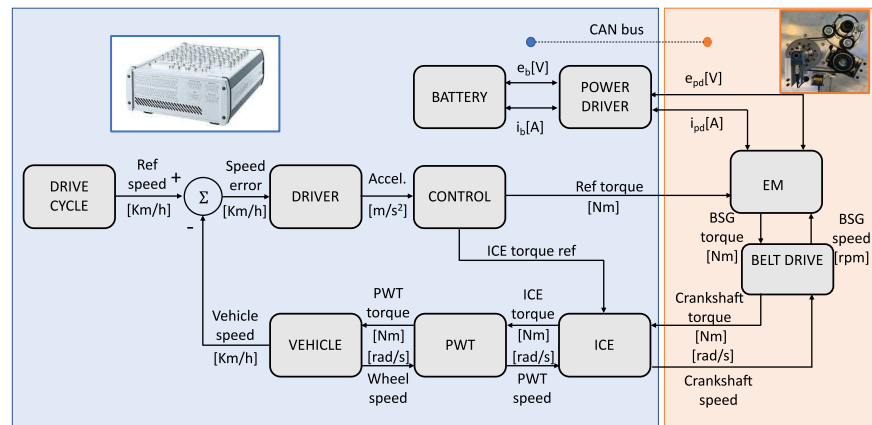 CAN bus
BATTERY
e_b[V]
i_b[A]
POWER
DRIVER
e_pd[V]
i_pd[A]
DRIVE
CYCLE
Ref
speed
+
[Km/h]
Σ
-
Speed
error
[Km/h]
DRIVER
Accel.
[m/s²]
CONTROL
Ref torque
[Nm]
EM
ICE torque ref
BSG
torque
[Nm]
BSG
speed
[rpm]
BELT DRIVE
Vehicle
speed
[Km/h]
VEHICLE
PWT
torque
[Nm]
[rad/s]
Wheel
speed
PWT
ICE
torque
[Nm]
[rad/s]
PWT
speed
ICE
Crankshaft
torque
[Nm]
[rad/s]
Crankshaft
speed